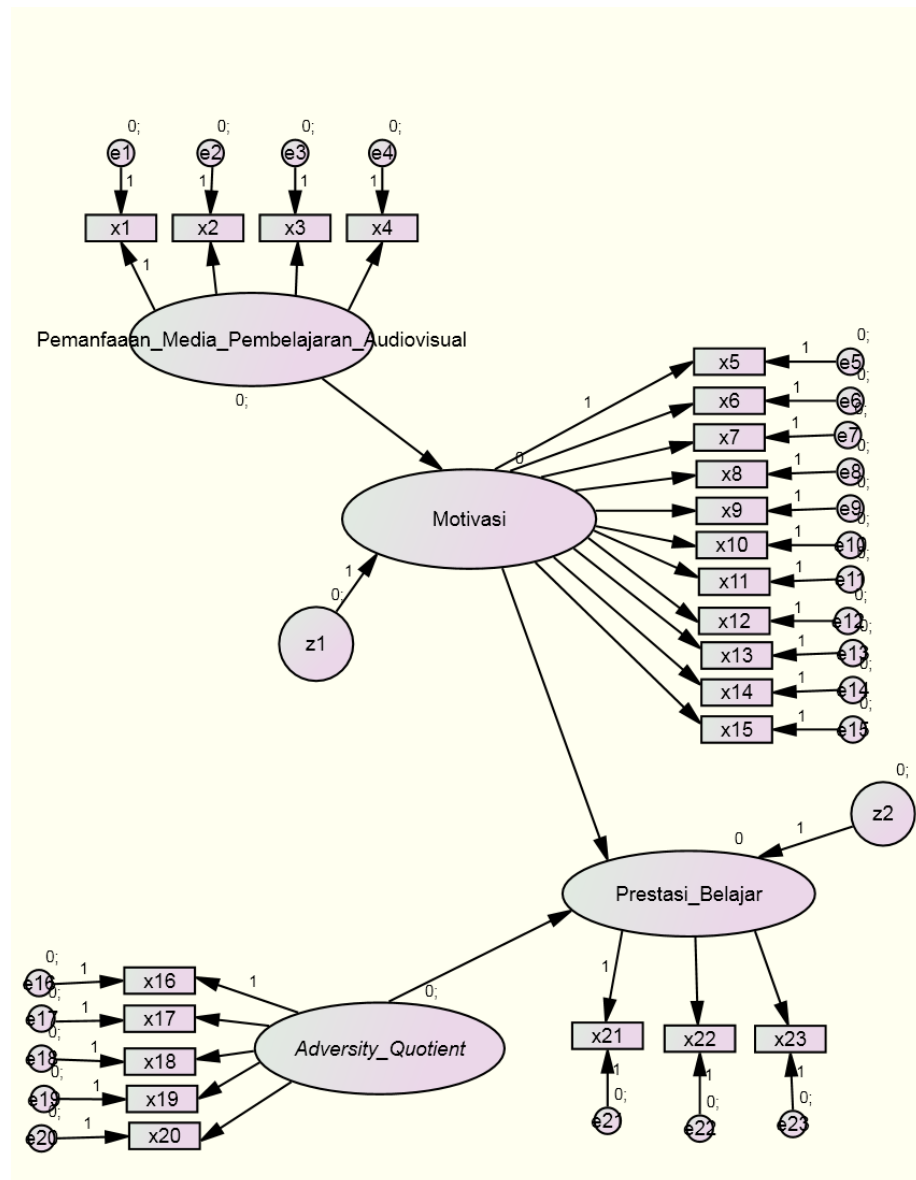 0; 0; 0; 0;
e1 e2 e3 e4
1 1 1 1
x1 x2 x3 x4
1
Pemanfaaan_Media_Pembelajaran_Audiovisual
0;
0;
x5 1 e5
0;
1
x6 1 e6
0;
x7 1 e7
0;
0
x8 1 e8
0;
Motivasi
x9 1 e9
0;
x10 1 e10
0;
x11 1 e11
0;
x12 1 e12
0;
x13 1 e13
0;
x14 1 e14
0;
x15 1 e15
1
0;
z1
0;
z2
1
0
Prestasi_Belajar
0;
e16 1 x16 1
0;
e17 1 x17
0;
e18 1 x18
0;
e19 1 x19
0;
e20 1 x20
0;
Adversity_Quotient
1
x21 x22 x23
1 1 1
0; 0; 0;
e21 e22 e23